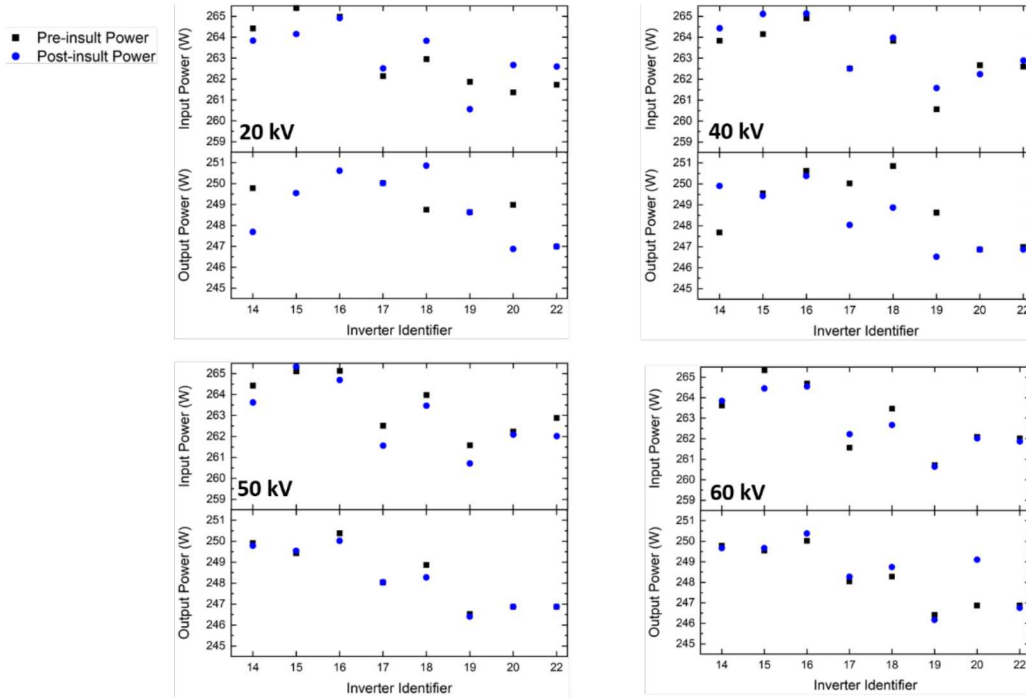 Pre-insult Power
Post-insult Power
Input Power (W)
265
264
263
262
261
260
259
20 kV
Output Power (W)
251
250
249
248
247
246
245
14 15 16 17 18 19 20 22
Inverter Identifier
Input Power (W)
265
264
263
262
261
260
259
40 kV
Output Power (W)
251
250
249
248
247
246
245
14 15 16 17 18 19 20 22
Inverter Identifier
Input Power (W)
265
264
263
262
261
260
259
50 kV
Output Power (W)
251
250
249
248
247
246
245
14 15 16 17 18 19 20 22
Inverter Identifier
Input Power (W)
265
264
263
262
261
260
259
60 kV
Output Power (W)
251
250
249
248
247
246
245
14 15 16 17 18 19 20 22
Inverter Identifier